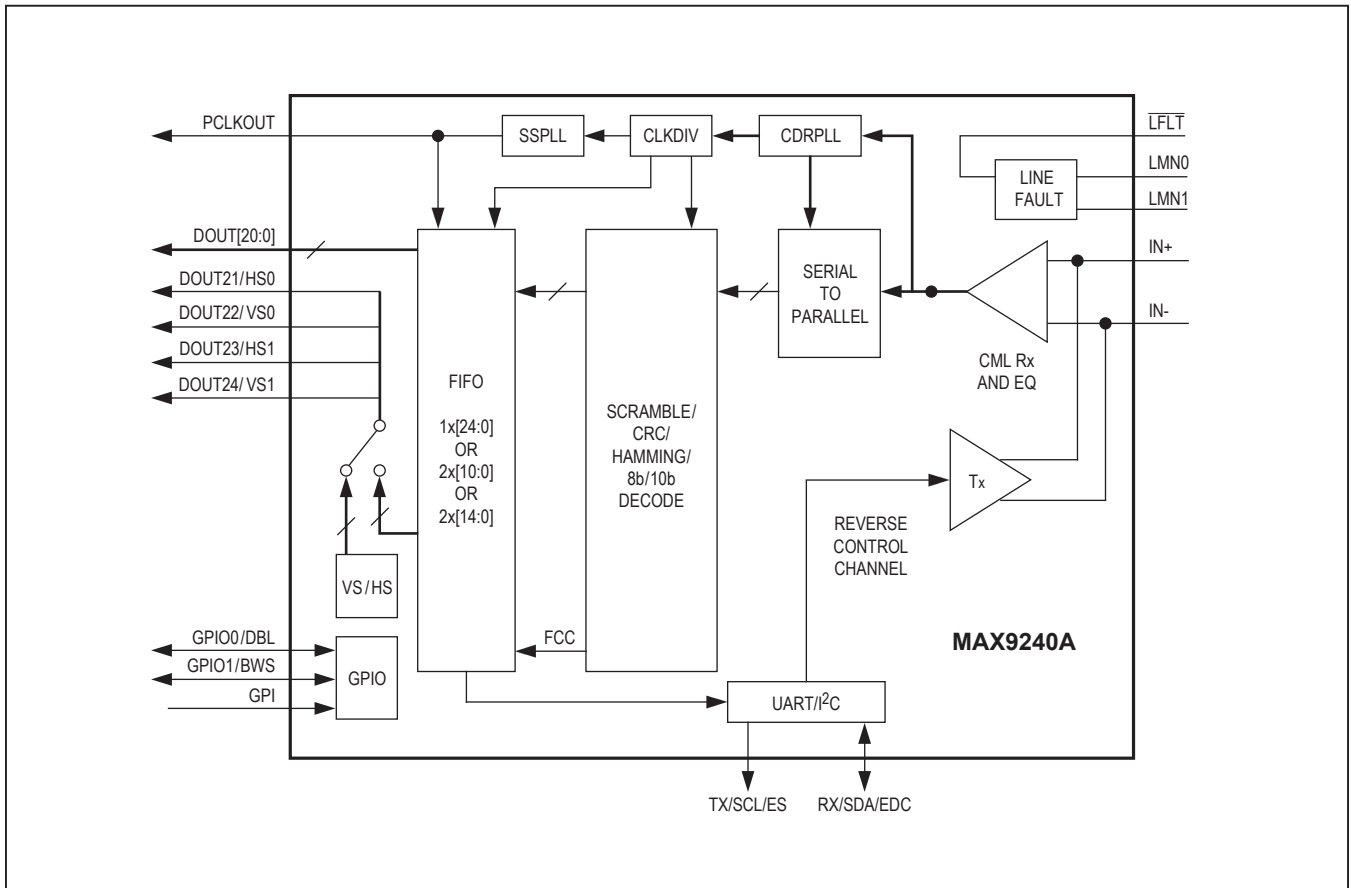 PCLKOUT
SSPLL
CLKDIV
CDRPLL
LFLT
LMN0
LMN1
LINE
FAULT
DOUT[20:0]
DOUT21/HS0
DOUT22/VS0
DOUT23/HS1
DOUT24/VS1
IN+
IN-
SERIAL
TO
PARALLEL
CML Rx
AND EQ
FIFO
1x[24:0]
OR
2x[10:0]
OR
2x[14:0]
SCRAMBLE/
CRC/
HAMMING/
8b/10b
DECODE
Tx
REVERSE
CONTROL
CHANNEL
VS/HS
GPIO0/DBL
GPIO1/BWS
GPI
GPIO
FCC
MAX9240A
UART/I²C
TX/SCL/ES
RX/SDA/EDC